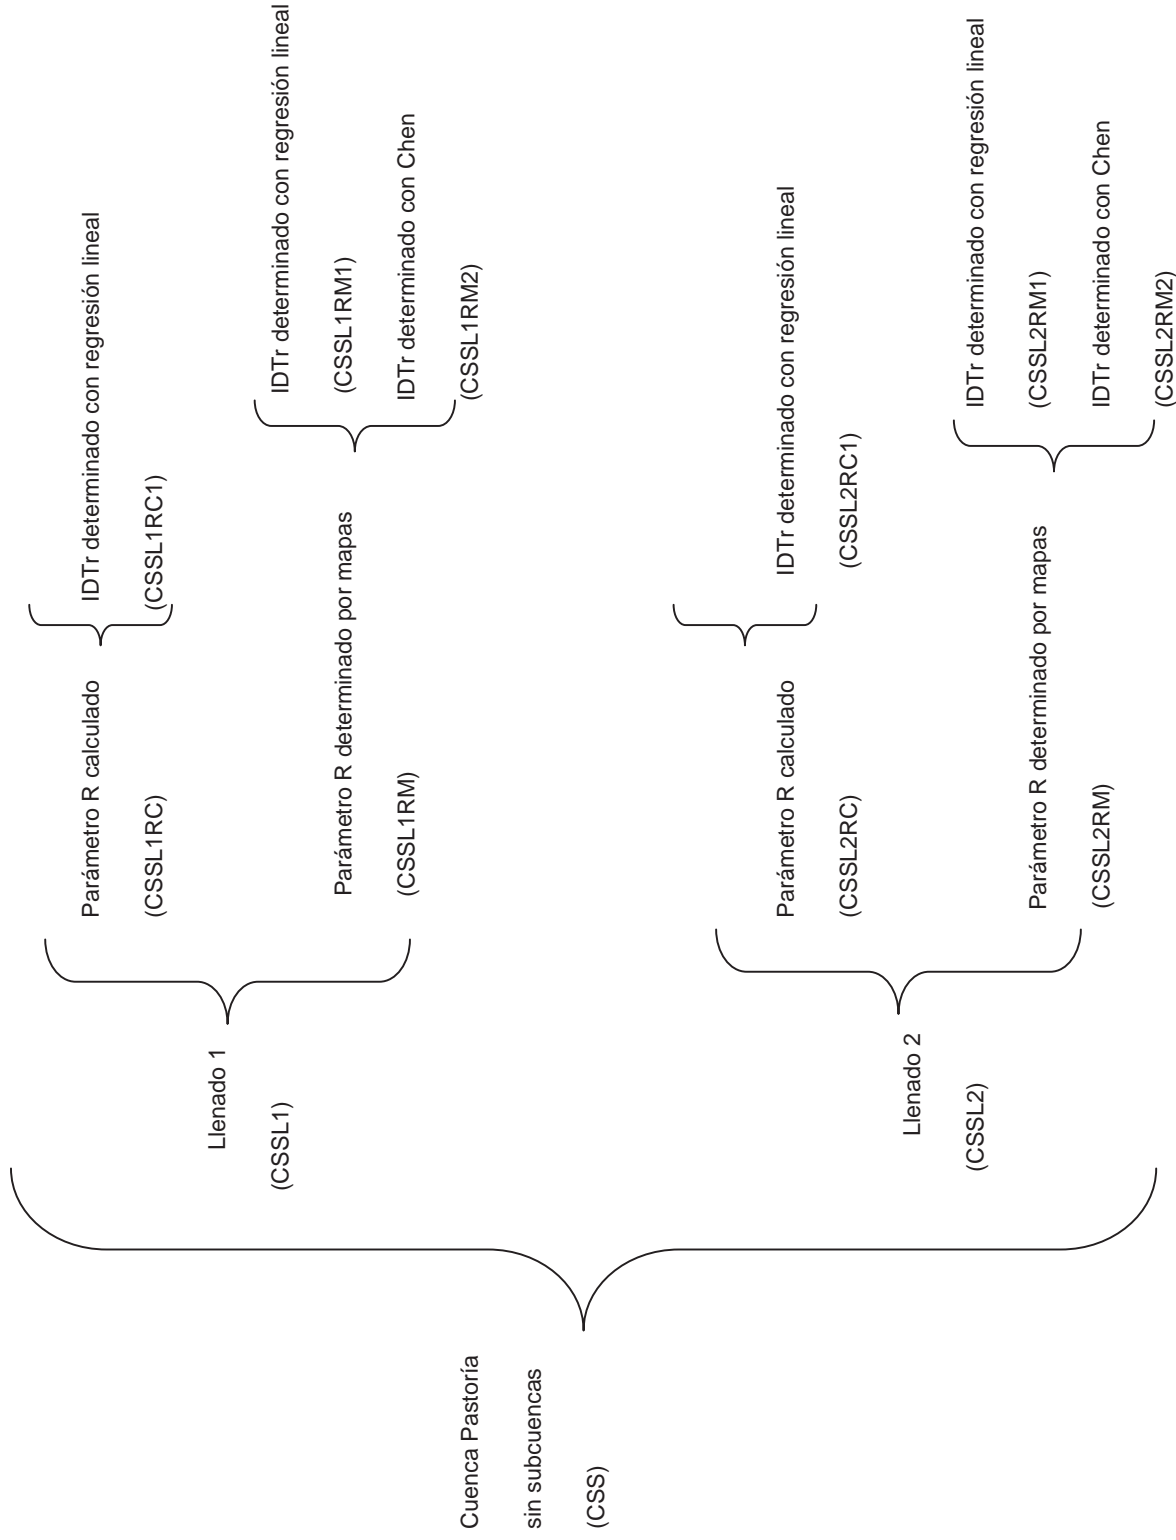 Cuenca Pastoría
sin subcuencas
(CSS)
Llenado 1
(CSSL1)
Parámetro R calculado
(CSSL1RC)
IDTr determinado con regresión lineal
(CSSL1RC1)
Parámetro R determinado por mapas
(CSSL1RM)
IDTr determinado con regresión lineal
(CSSL1RM1)
IDTr determinado con Chen
(CSSL1RM2)
Llenado 2
(CSSL2)
Parámetro R calculado
(CSSL2RC)
IDTr determinado con regresión lineal
(CSSL2RC1)
Parámetro R determinado por mapas
(CSSL2RM)
IDTr determinado con regresión lineal
(CSSL2RM1)
IDTr determinado con Chen
(CSSL2RM2)